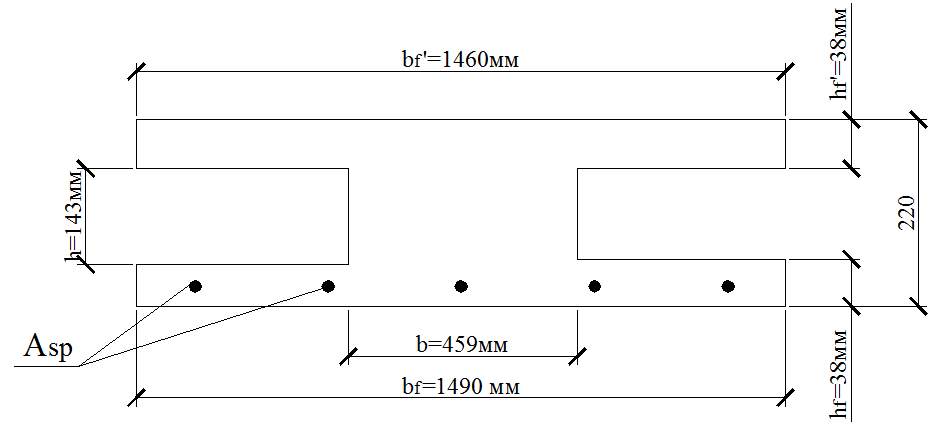 bf'=1460мм
hf'=38мм
h=143мм
220
Asp
b=459мм
bf=1490 мм
hf=38мм